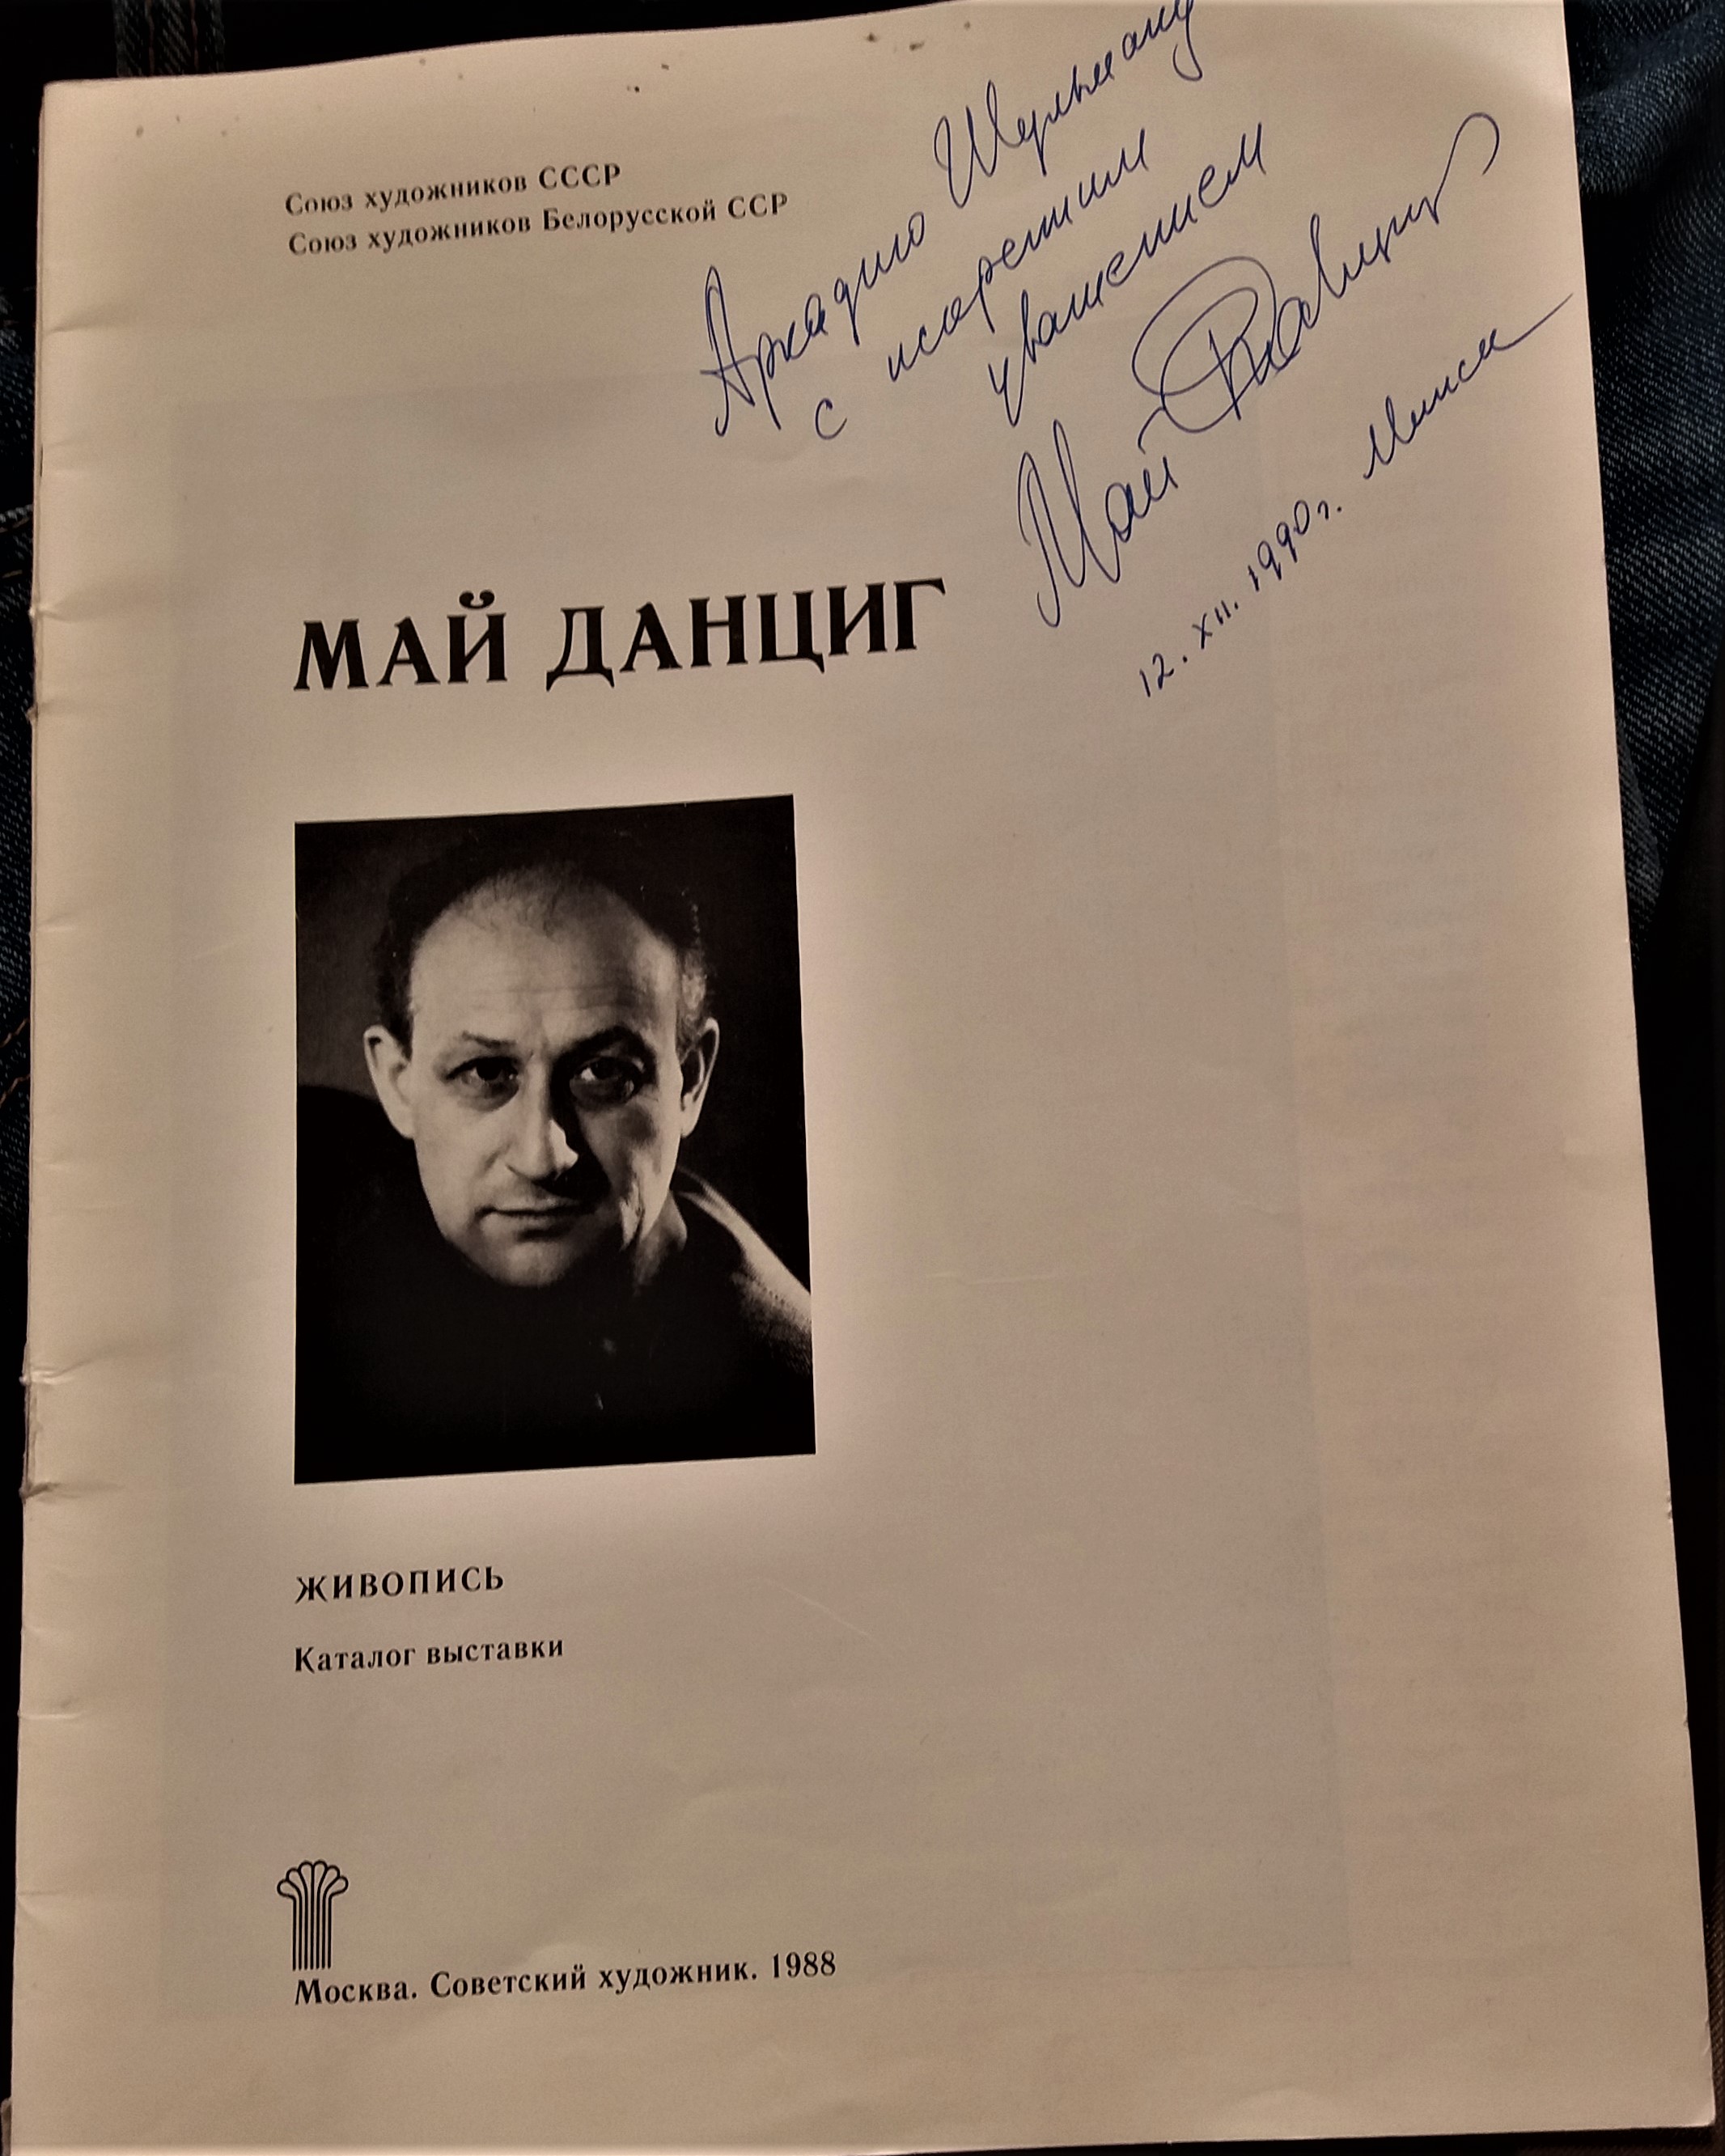 Союз художников СССР
Союз художников Белорусской ССР
Аркадию Шульману
с искренним
уважением
Май Данциг
12. XII. 1990 г. Минск
МАЙ ДАНЦИГ
ЖИВОПИСЬ
Каталог выставки
Москва. Советский художник. 1988